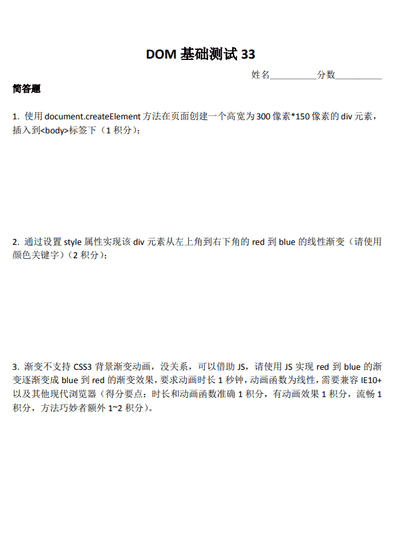 DOM 基础测试 33
姓名__________分数__________
简答题
1. 使用 document.createElement 方法在页面创建一个高宽为 300 像素*150 像素的 div 元素，
插入到<body>标签下（1 积分）；
2. 通过设置 style 属性实现该 div 元素从左上角到右下角的 red 到 blue 的线性渐变（请使用
颜色关键字）（2 积分）；
3. 渐变不支持 CSS3 背景渐变动画，没关系，可以借助 JS，请使用 JS 实现 red 到 blue 的渐
变逐渐变成 blue 到 red 的渐变效果，要求动画时长 1 秒钟，动画函数为线性，需要兼容 IE10+
以及其他现代浏览器（得分要点：时长和动画函数准确 1 积分，有动画效果 1 积分，流畅 1
积分，方法巧妙者额外 1~2 积分）。